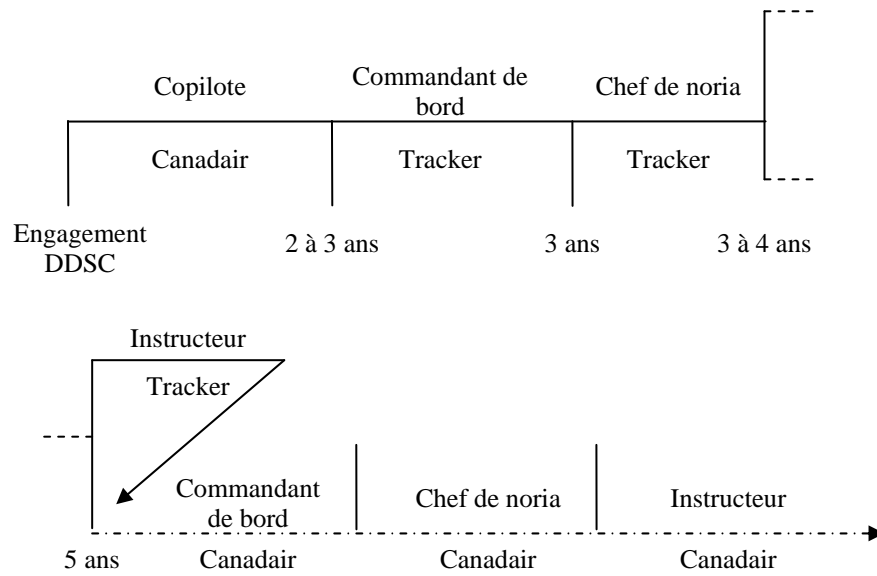 Copilote
Commandant de
bord
Chef de noria
Canadair
Tracker
Tracker
Engagement
DDSC
2 à 3 ans
3 ans
3 à 4 ans
Instructeur
Tracker
Commandant
de bord
Chef de noria
Instructeur
5 ans
Canadair
Canadair
Canadair